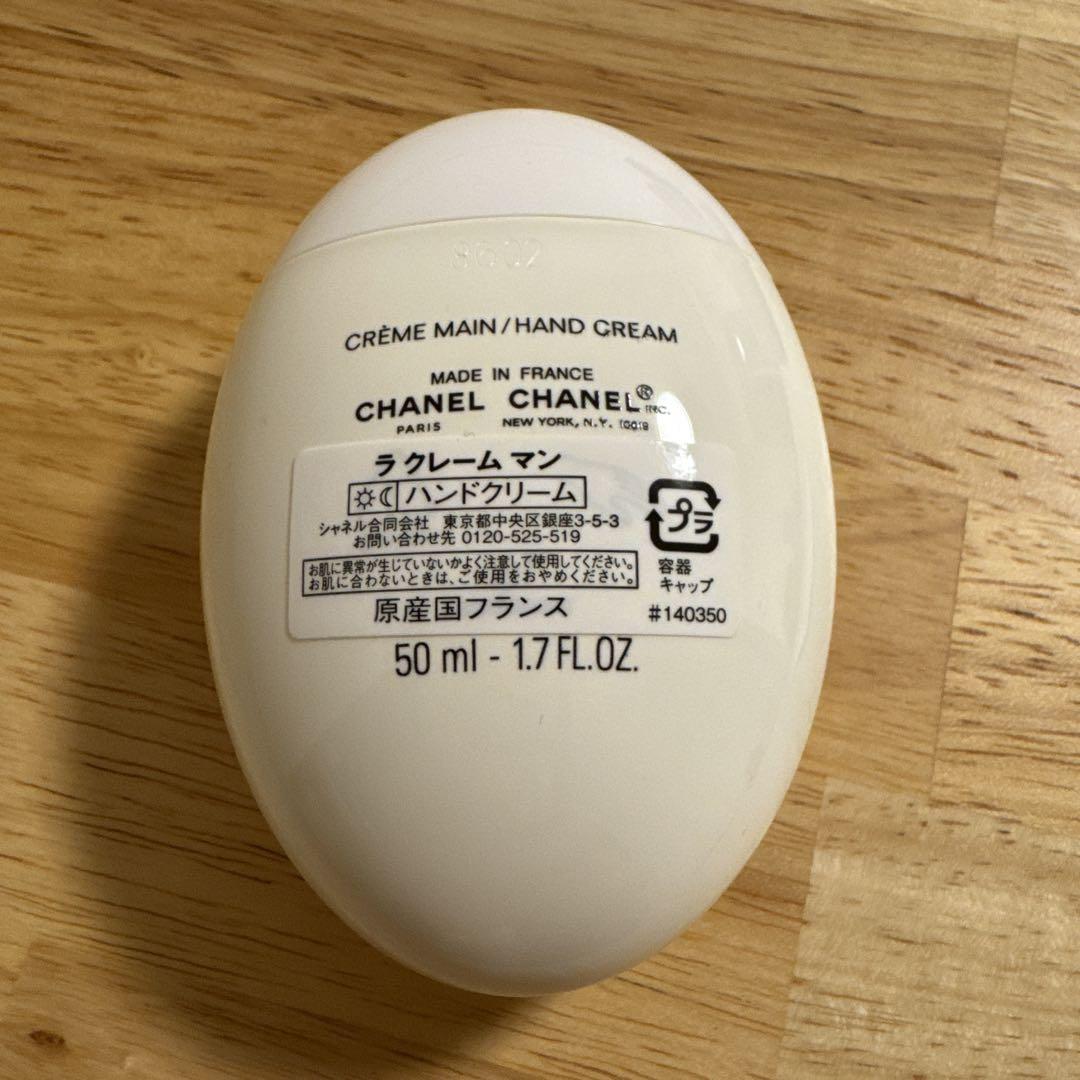 CRÈME MAIN/HAND CREAM
MADE IN FRANCE
CHANEL CHANEL® INC.
PARIS NEW YORK, N.Y. 10019
ラ クレーム マン
ハンドクリーム
シャネル合同会社 東京都中央区銀座3-5-3
お問い合わせ先 0120-525-519
お肌に異常が生じていないかよく注意して使用してください。
お肌に合わないときは、ご使用をおやめください。
原産国フランス
プラ
容器
キャップ
#140350
50 ml - 1.7 FL.OZ.